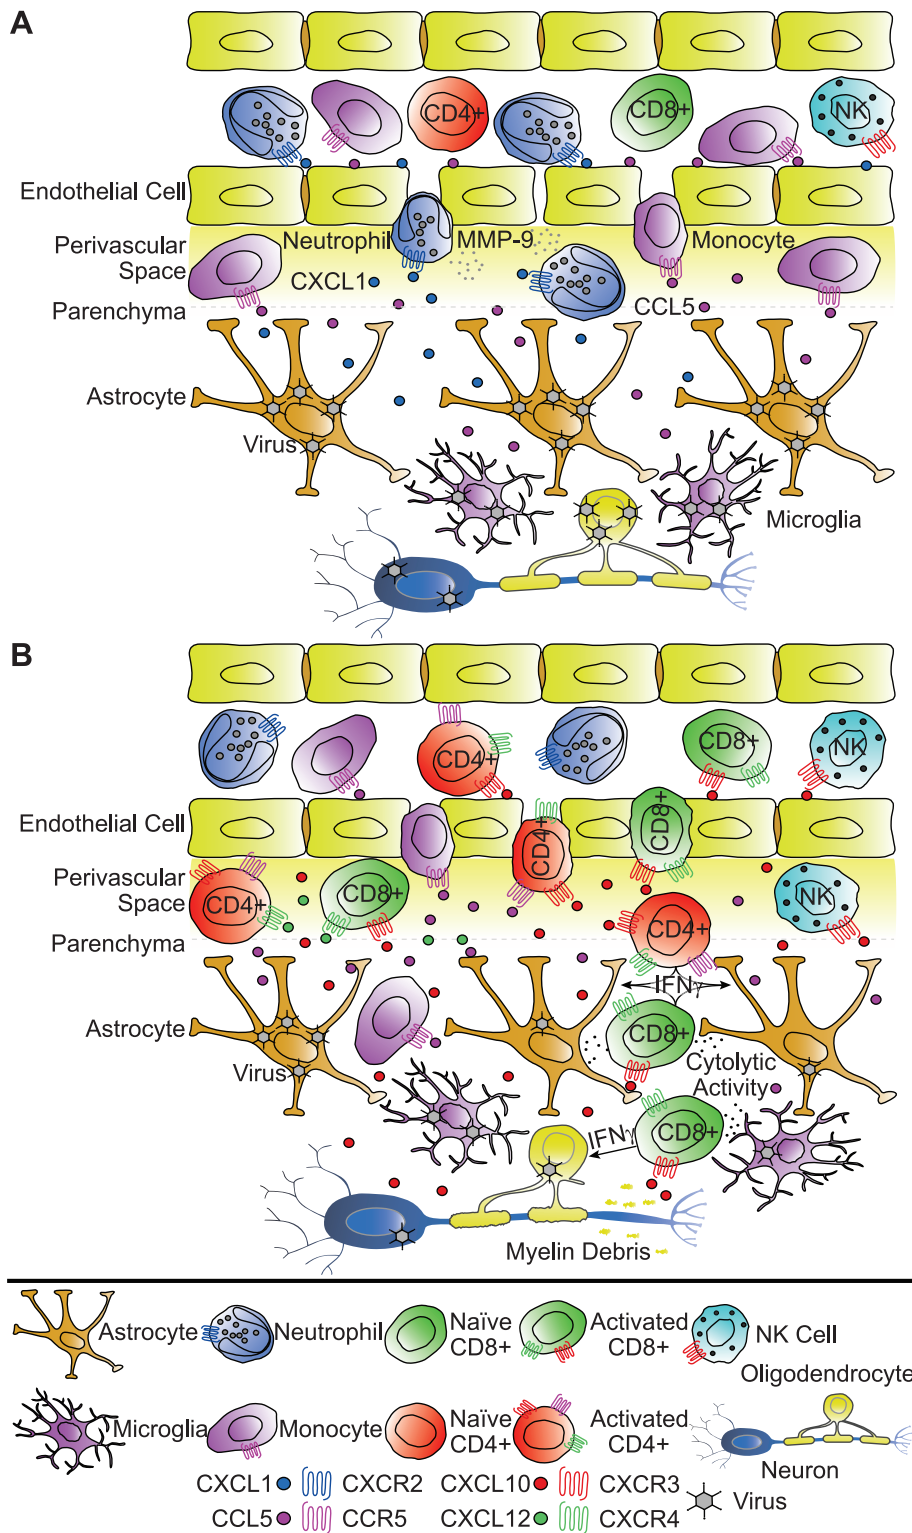 A
CD4+
CD8+
NK
Endothelial Cell
Perivascular
Space
Neutrophil
MMP-9
Monocyte
CXCL1
CCL5
Parenchyma
Astrocyte
Virus
Microglia
B
CD4+
CD8+
NK
Endothelial Cell
CD4+
CD8+
Perivascular
Space
CD4+
CD8+
NK
CD4+
Parenchyma
IFNγ
Astrocyte
CD8+
Virus
Cytolytic
Activity
CD8+
IFNγ
Myelin Debris
Astrocyte
Neutrophil
Naïve
CD8+
Activated
CD8+
NK Cell
Oligodendrocyte
Microglia
Monocyte
Naïve
CD4+
Activated
CD4+
Neuron
CXCL1 CXCR2 CXCL10 CXCR3
CCL5 CCR5 CXCL12 CXCR4
Virus